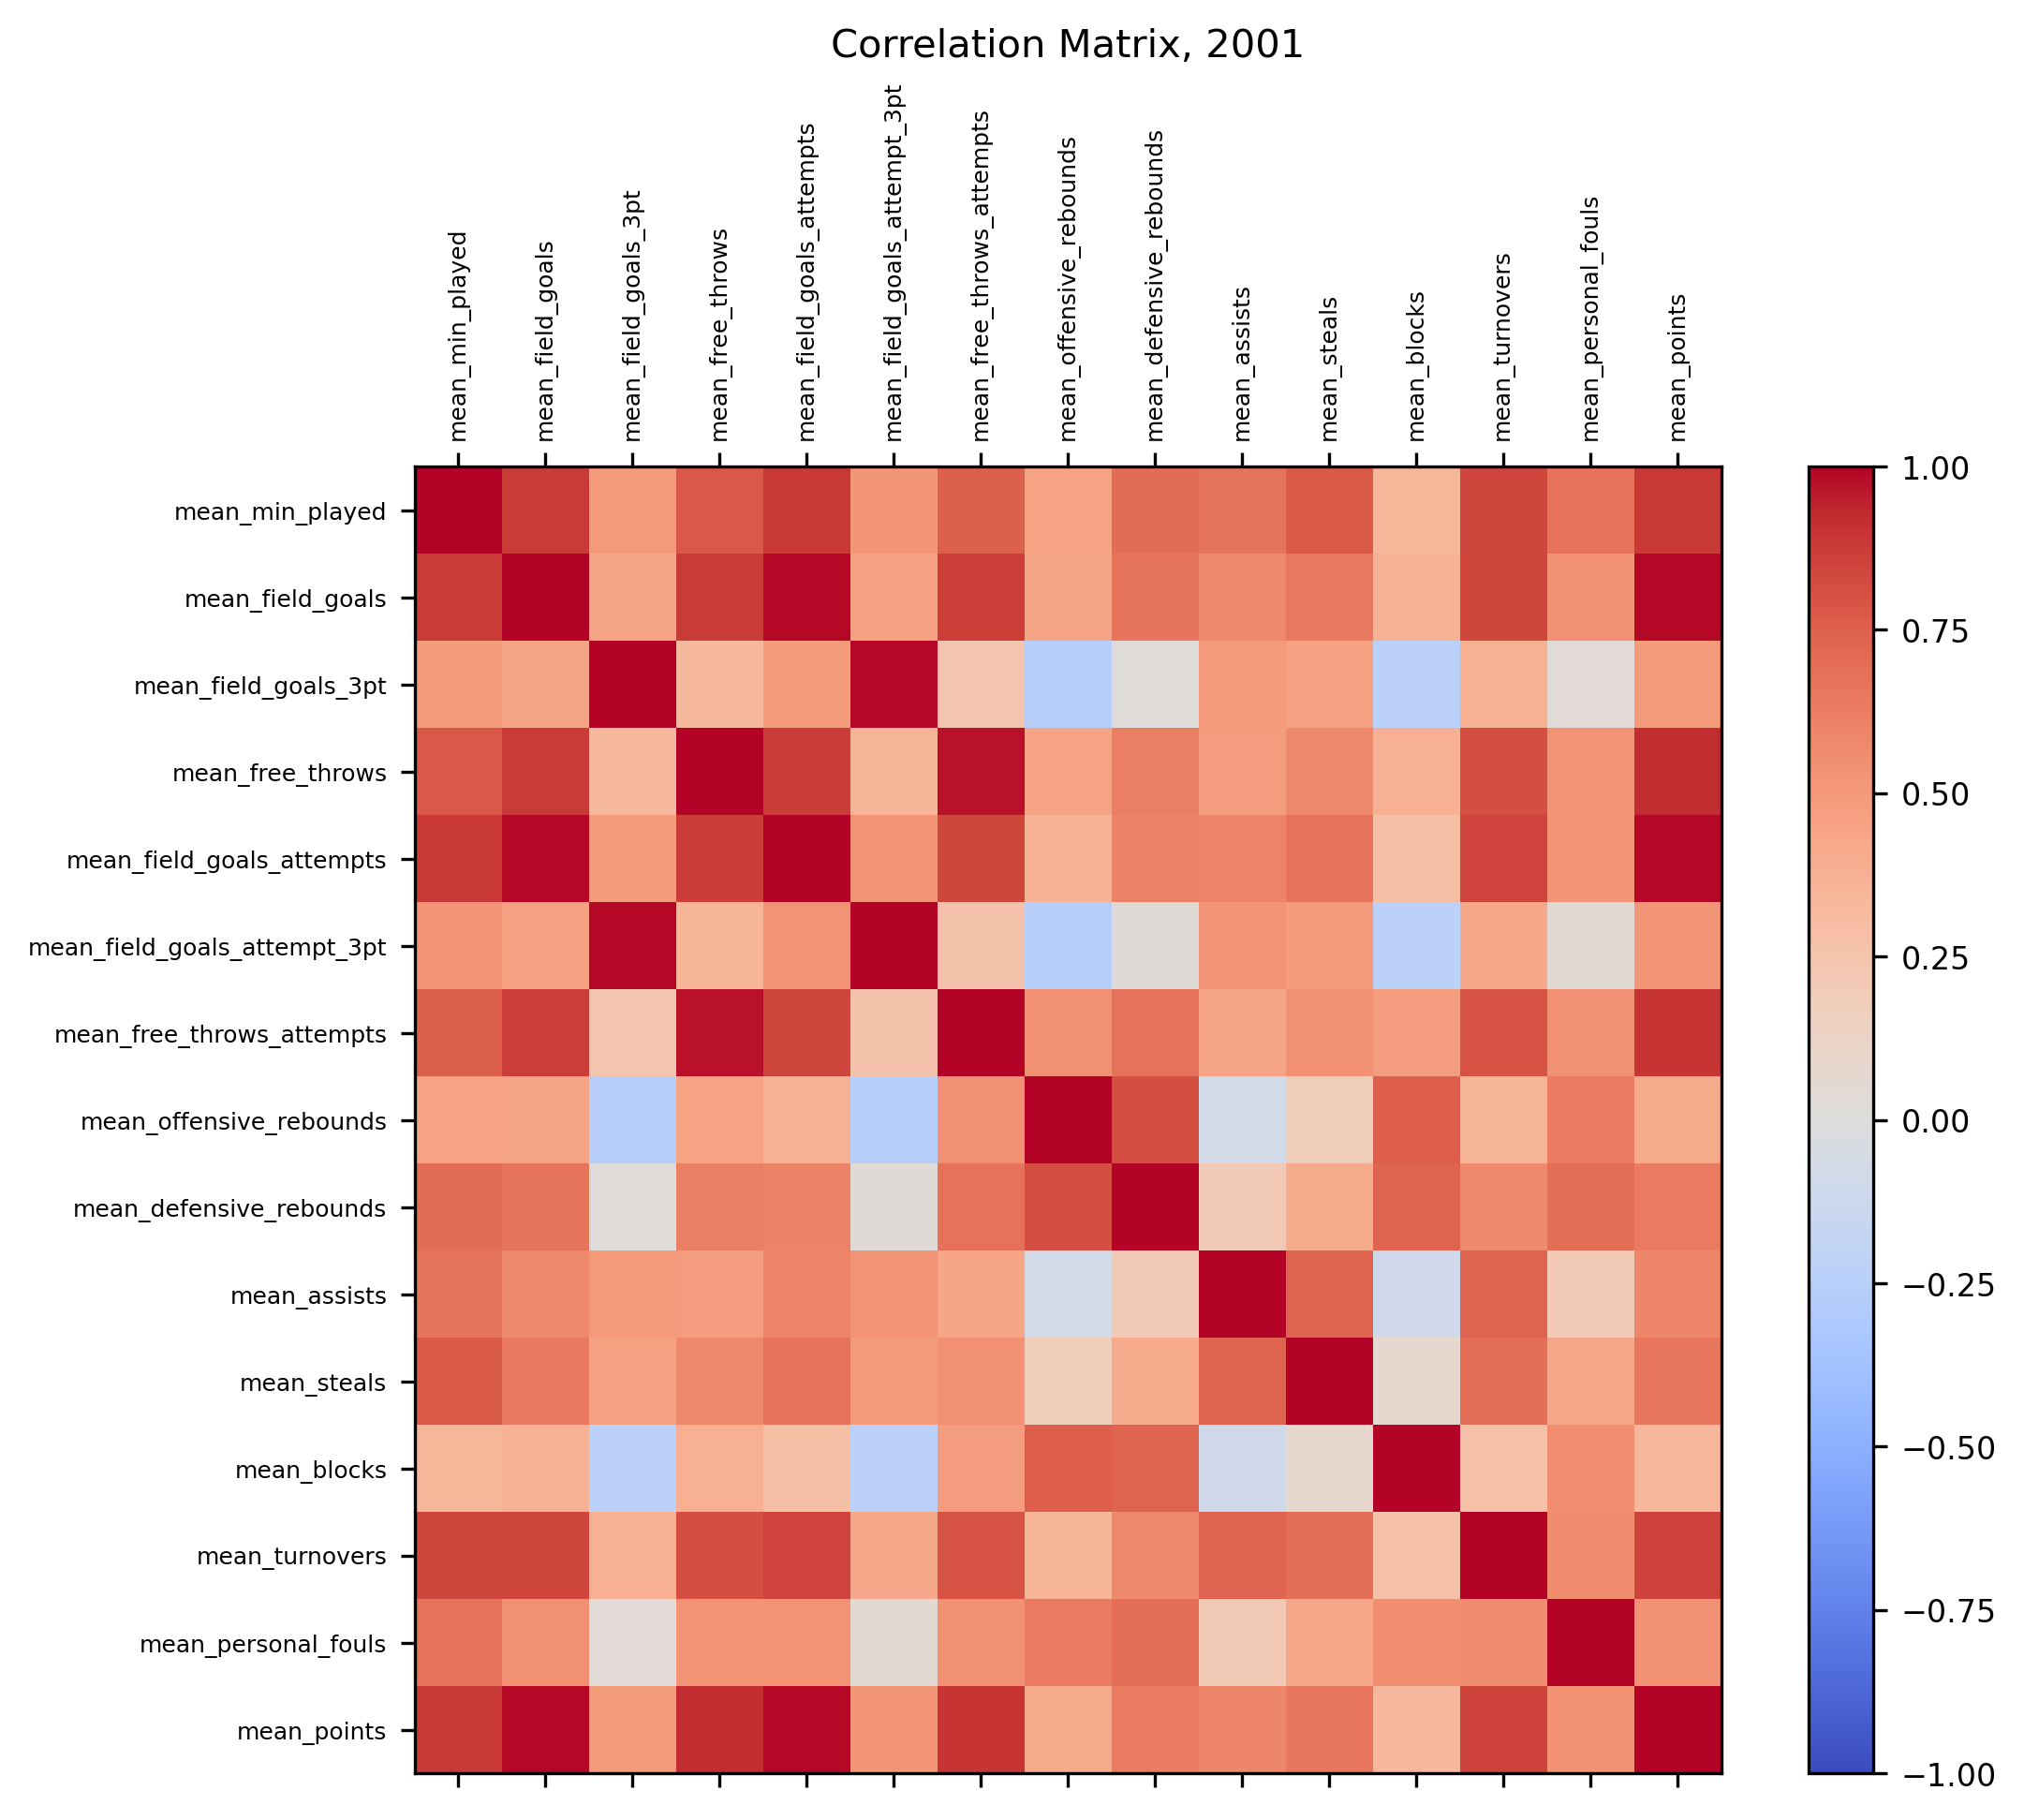 Correlation Matrix, 2001
mean_min_played
mean_field_goals
mean_field_goals_3pt
mean_free_throws
mean_field_goals_attempts
mean_field_goals_attempt_3pt
mean_free_throws_attempts
mean_offensive_rebounds
mean_defensive_rebounds
mean_assists
mean_steals
mean_blocks
mean_turnovers
mean_personal_fouls
mean_points
mean_min_played
mean_field_goals
mean_field_goals_3pt
mean_free_throws
mean_field_goals_attempts
mean_field_goals_attempt_3pt
mean_free_throws_attempts
mean_offensive_rebounds
mean_defensive_rebounds
mean_assists
mean_steals
mean_blocks
mean_turnovers
mean_personal_fouls
mean_points
1.00
0.75
0.50
0.25
0.00
−0.25
−0.50
−0.75
−1.00